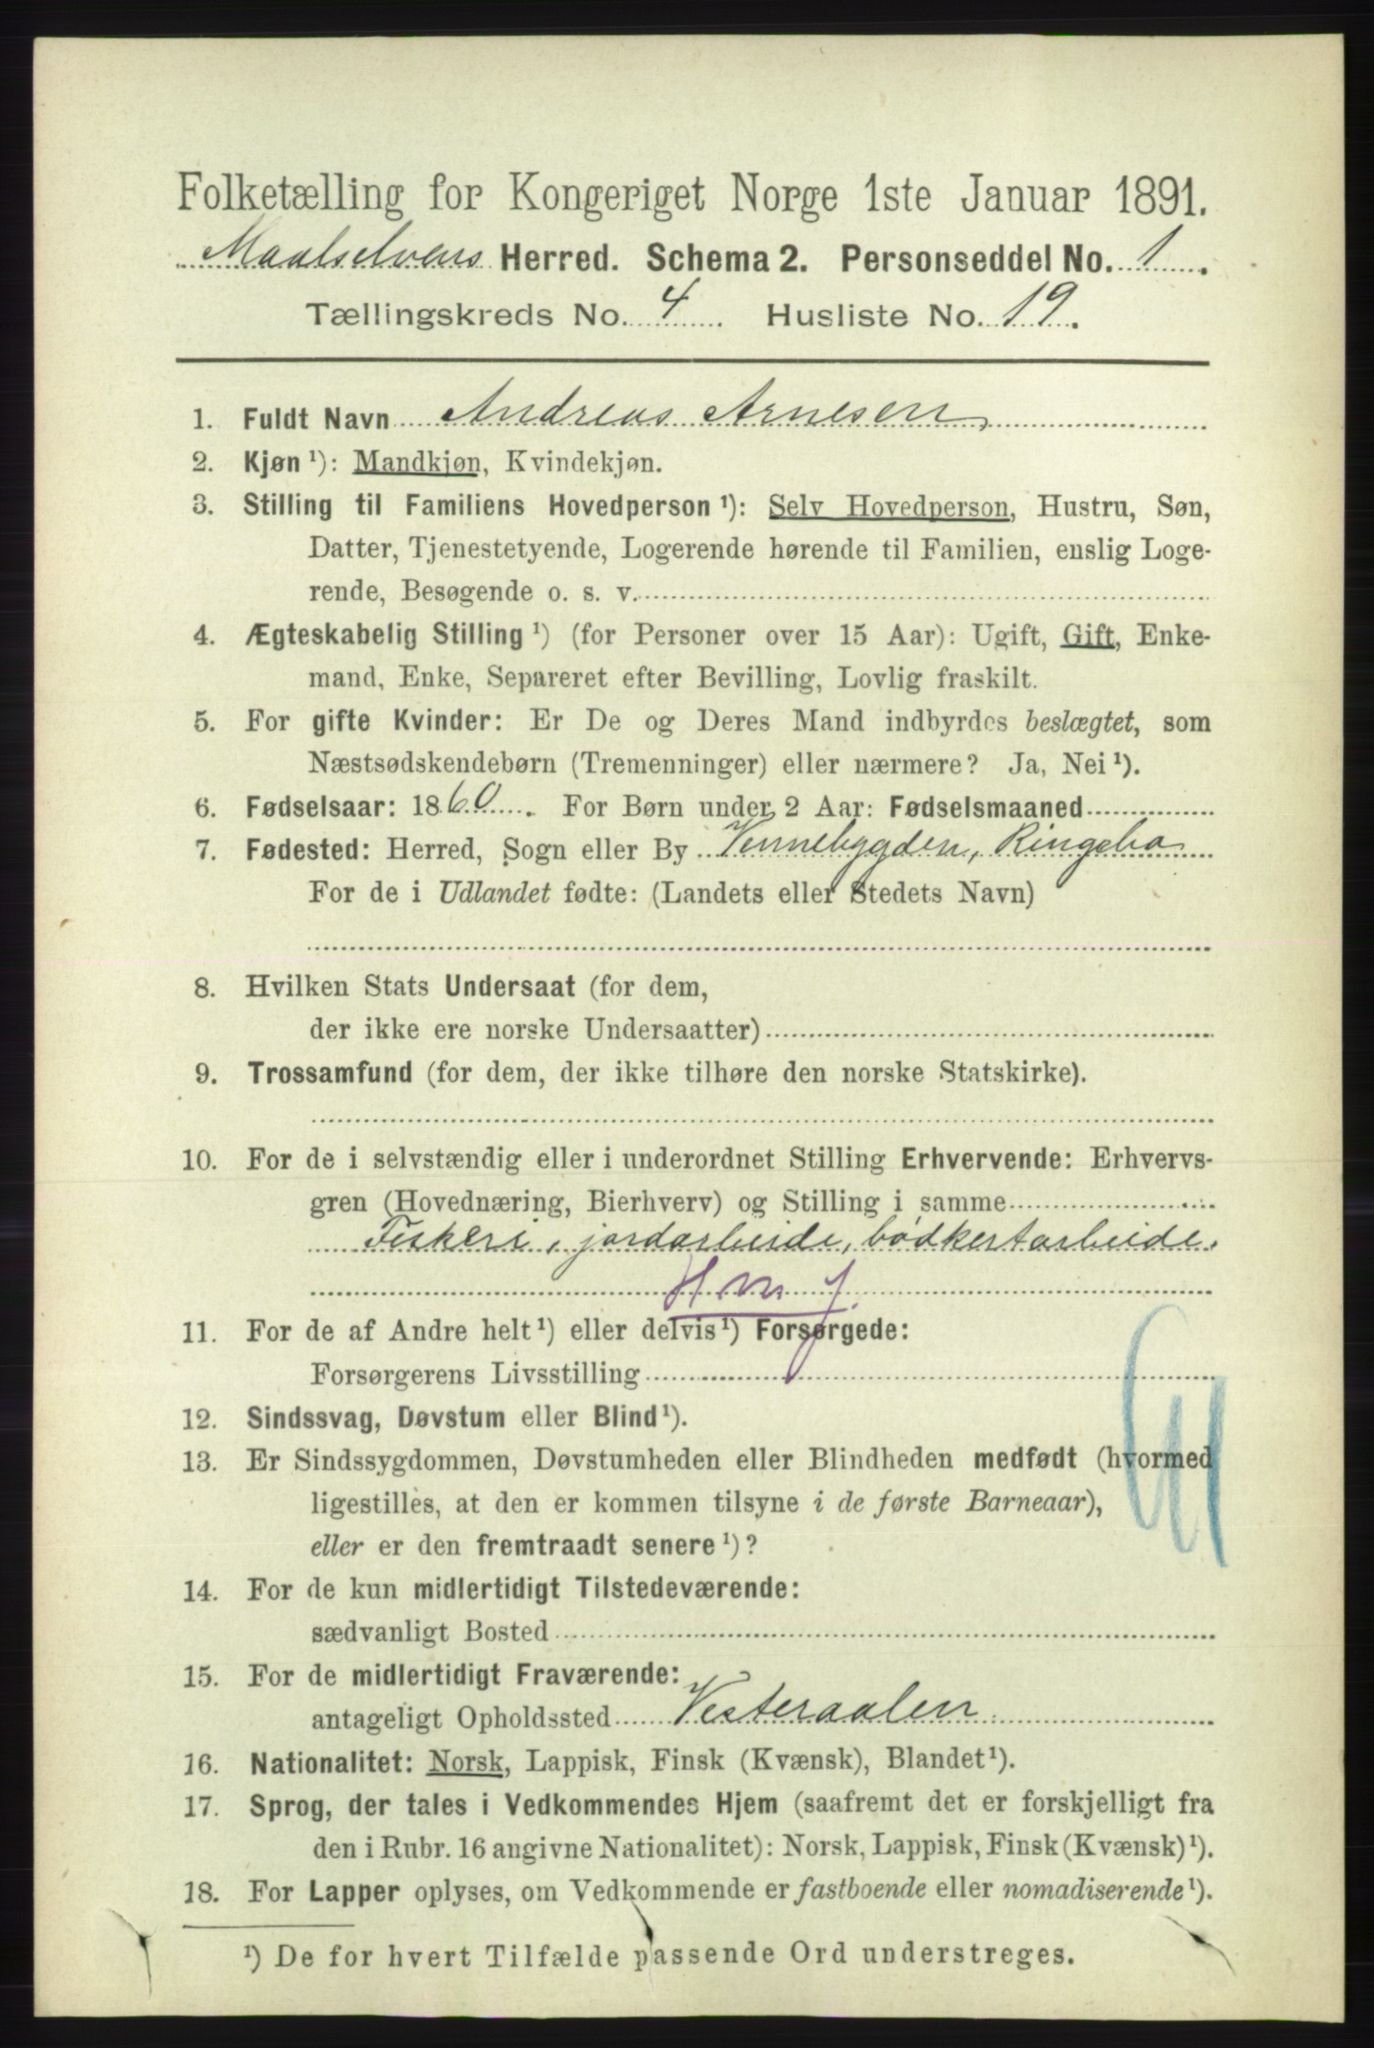 Folketælling for Kongeriget Norge 1ste Januar 1891.
Maalselvens Herred. Schema 2. Personseddel No. 1.
Tællingskreds No. 4. Husliste No. 19.
1. Fuldt Navn Andreas Arnesen,
2. Kjøn ¹): Mandkjøn, Kvindekjøn.
3. Stilling til Familiens Hovedperson ¹): Selv Hovedperson, Hustru, Søn,
Datter, Tjenestetyende, Logerende hørende til Familien, enslig Loge-
rende, Besøgende o. s. v.
4. Ægteskabelig Stilling ¹) (for Personer over 15 Aar): Ugift, Gift, Enke-
mand, Enke, Separeret efter Bevilling, Lovlig fraskilt.
5. For gifte Kvinder: Er De og Deres Mand indbyrdes beslægtet, som
Næstsødskendebørn (Tremenninger) eller nærmere? Ja, Nei ¹).
6. Fødselsaar: 1860. For Børn under 2 Aar: Fødselsmaaned
7. Fødested: Herred, Sogn eller By Vennebygden, Ringebo
For de i Udlandet fødte: (Landets eller Stedets Navn)
8. Hvilken Stats Undersaat (for dem,
der ikke ere norske Undersaatter)
9. Trossamfund (for dem, der ikke tilhøre den norske Statskirke).
10. For de i selvstændig eller i underordnet Stilling Erhvervende: Erhvervs-
gren (Hovednæring, Bierhverv) og Stilling i samme
Fiskeri, jordarbeide, bødkertarbeide.
11. For de af Andre helt ¹) eller delvis ¹) Forsørgede:
Forsørgerens Livsstilling
12. Sindssvag, Døvstum eller Blind ¹).
13. Er Sindssygdommen, Døvstumheden eller Blindheden medfødt (hvormed
ligestilles, at den er kommen tilsyne i de første Barneaar),
eller er den fremtraadt senere ¹)?
14. For de kun midlertidigt Tilstedeværende:
sædvanligt Bosted
15. For de midlertidigt Fraværende:
antageligt Opholdssted Vesteraalen
16. Nationalitet: Norsk, Lappisk, Finsk (Kvænsk), Blandet ¹).
17. Sprog, der tales i Vedkommendes Hjem (saafremt det er forskjelligt fra
den i Rubr. 16 angivne Nationalitet): Norsk, Lappisk, Finsk (Kvænsk) ¹).
18. For Lapper oplyses, om Vedkommende er fastboende eller nomadiserende ¹).
¹) De for hvert Tilfælde passende Ord understreges.